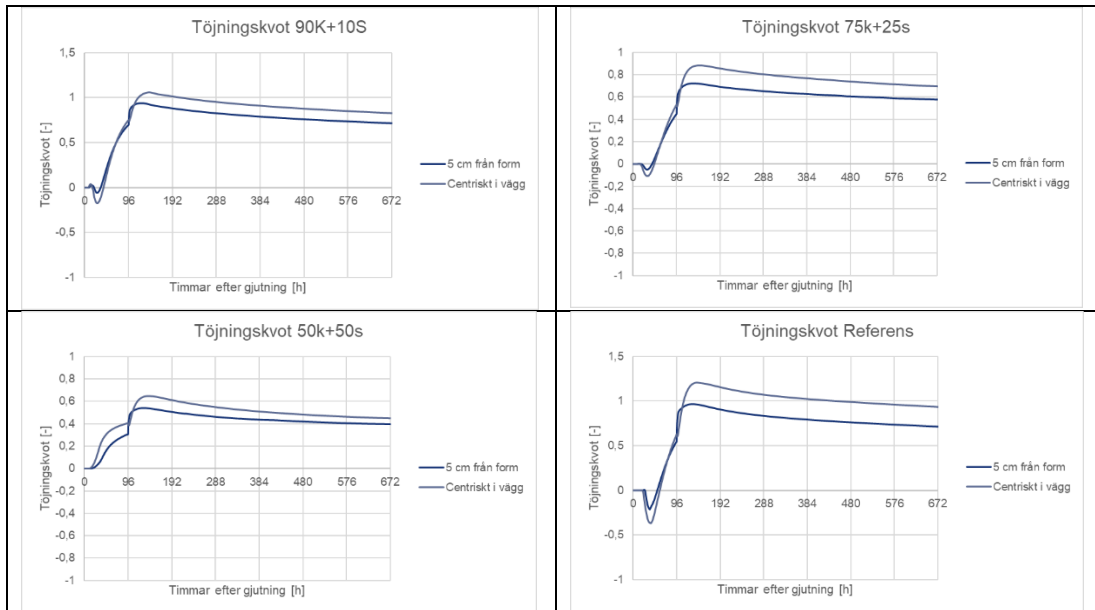 Töjningskvot 90K+10S
1,5
1
0,5
0
-0,5
-1
0 96 192 288 384 480 576 672
Töjningskvot [-]
Timmar efter gjutning [h]
5 cm från form
Centriskt i vägg
Töjningskvot 75k+25s
1
0,8
0,6
0,4
0,2
0
-0,2
-0,4
-0,6
-0,8
-1
0 96 192 288 384 480 576 672
Töjningskvot [-]
Timmar efter gjutning [h]
5 cm från form
Centriskt i vägg
Töjningskvot 50k+50s
1
0,8
0,6
0,4
0,2
0
-0,2
-0,4
-0,6
-0,8
-1
0 96 192 288 384 480 576 672
Töjningskvot [-]
Timmar efter gjutning [h]
5 cm från form
Centriskt i vägg
Töjningskvot Referens
1,5
1
0,5
0
-0,5
-1
0 96 192 288 384 480 576 672
Töjningskvot [-]
Timmar efter gjutning [h]
5 cm från form
Centriskt i vägg